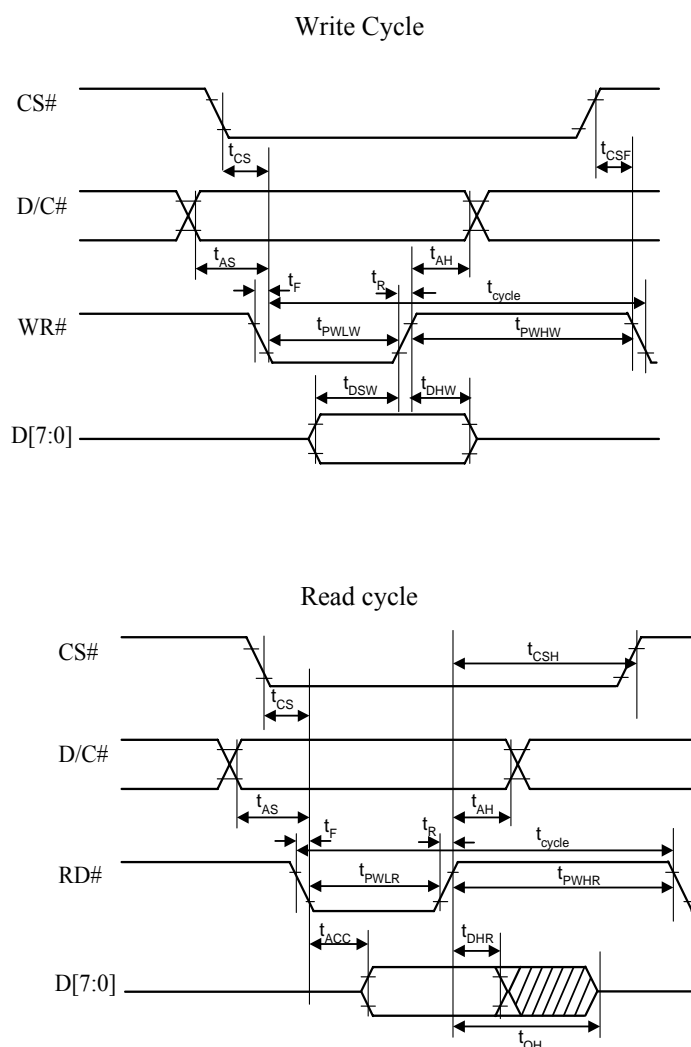 Write Cycle
CS#
tCS
tCSF
D/C#
tAS
tAH
tF
tR
tcycle
WR#
tPWLW
tPWHW
tDSW
tDHW
D[7:0]
Read cycle
CS#
tCSH
tCS
D/C#
tAS
tAH
tF
tR
tcycle
RD#
tPWLR
tPWHR
tACC
tDHR
D[7:0]
tOH